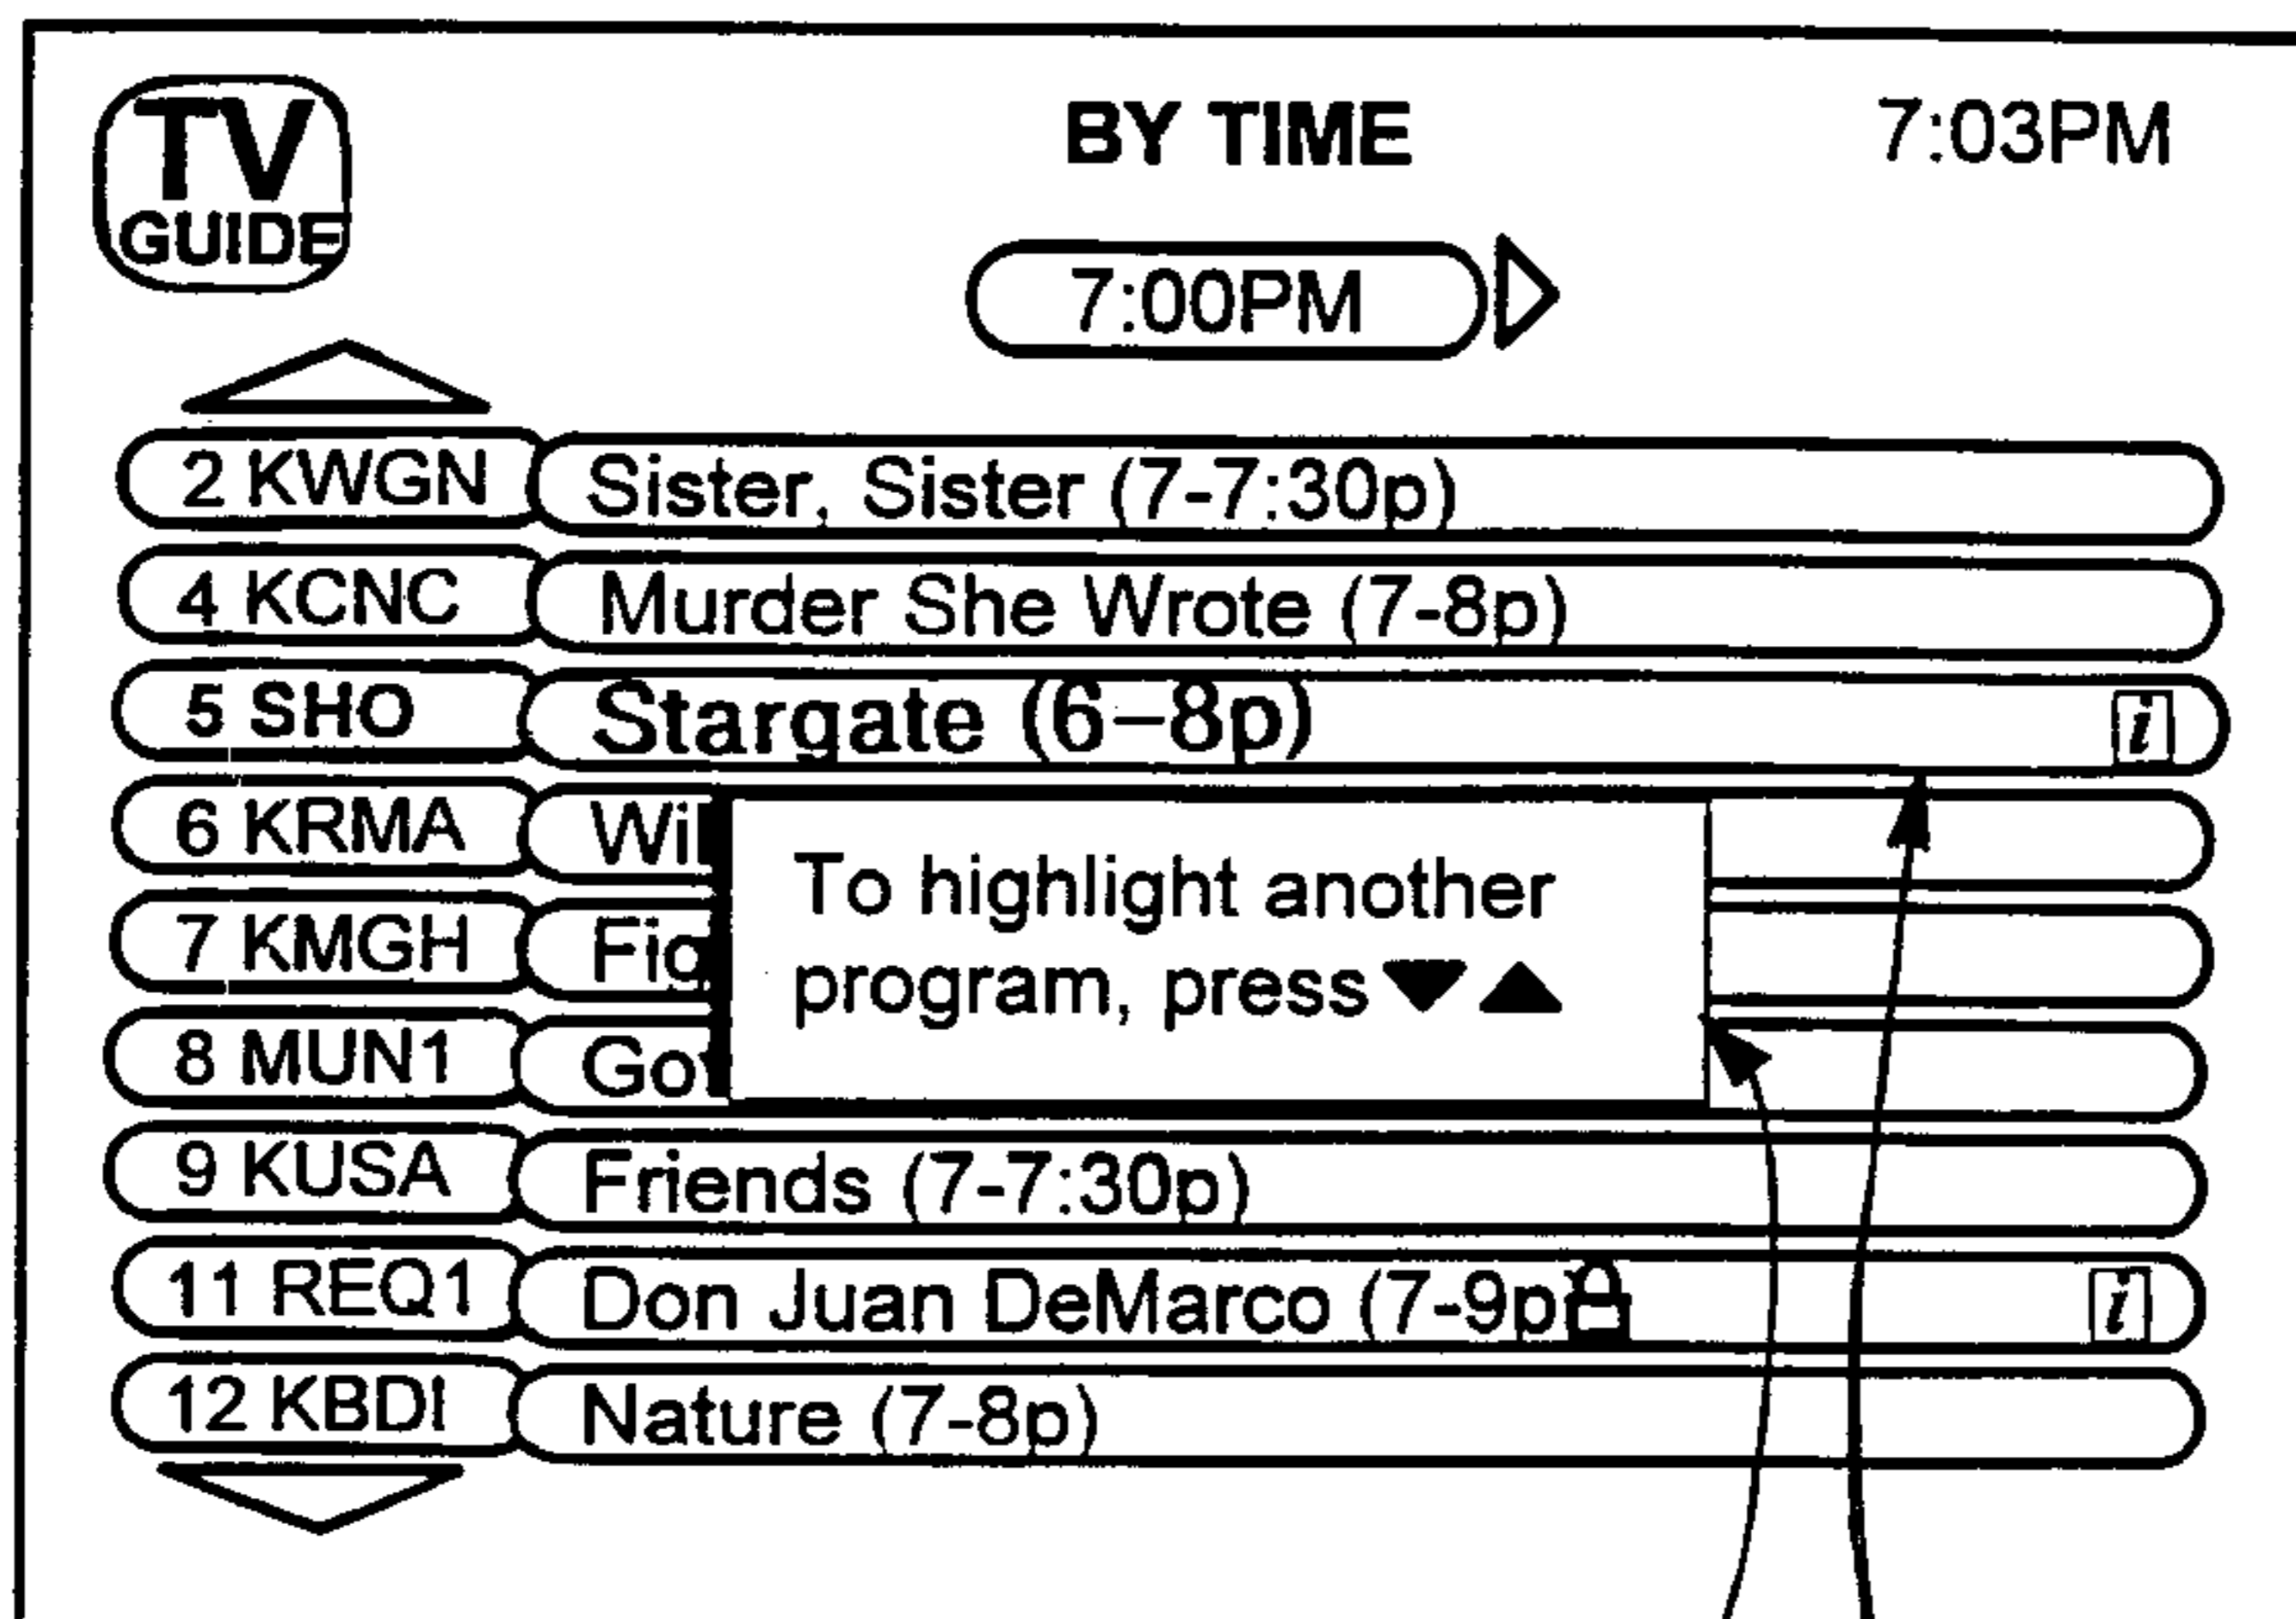 TV
GUIDE
BY TIME
7:03PM
7:00PM
2 KWGN Sister, Sister (7-7:30p)
4 KCNC Murder She Wrote (7-8p)
5 SHO Stargate (6–8p) i
6 KRMA
7 KMGH
8 MUN1
To highlight another
program, press ▼ ▲
9 KUSA Friends (7-7:30p)
11 REQ1 Don Juan DeMarco (7-9p i
12 KBDI Nature (7-8p)